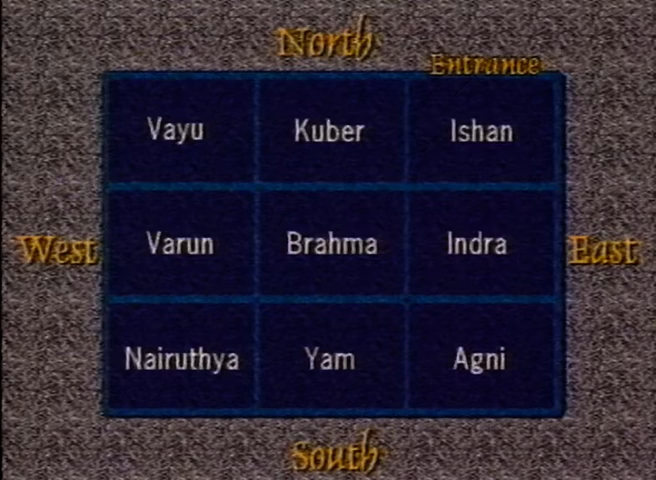 North
Entrance
Vayu Kuber Ishan
West Varun Brahma Indra East
Nairuthya Yam Agni
South